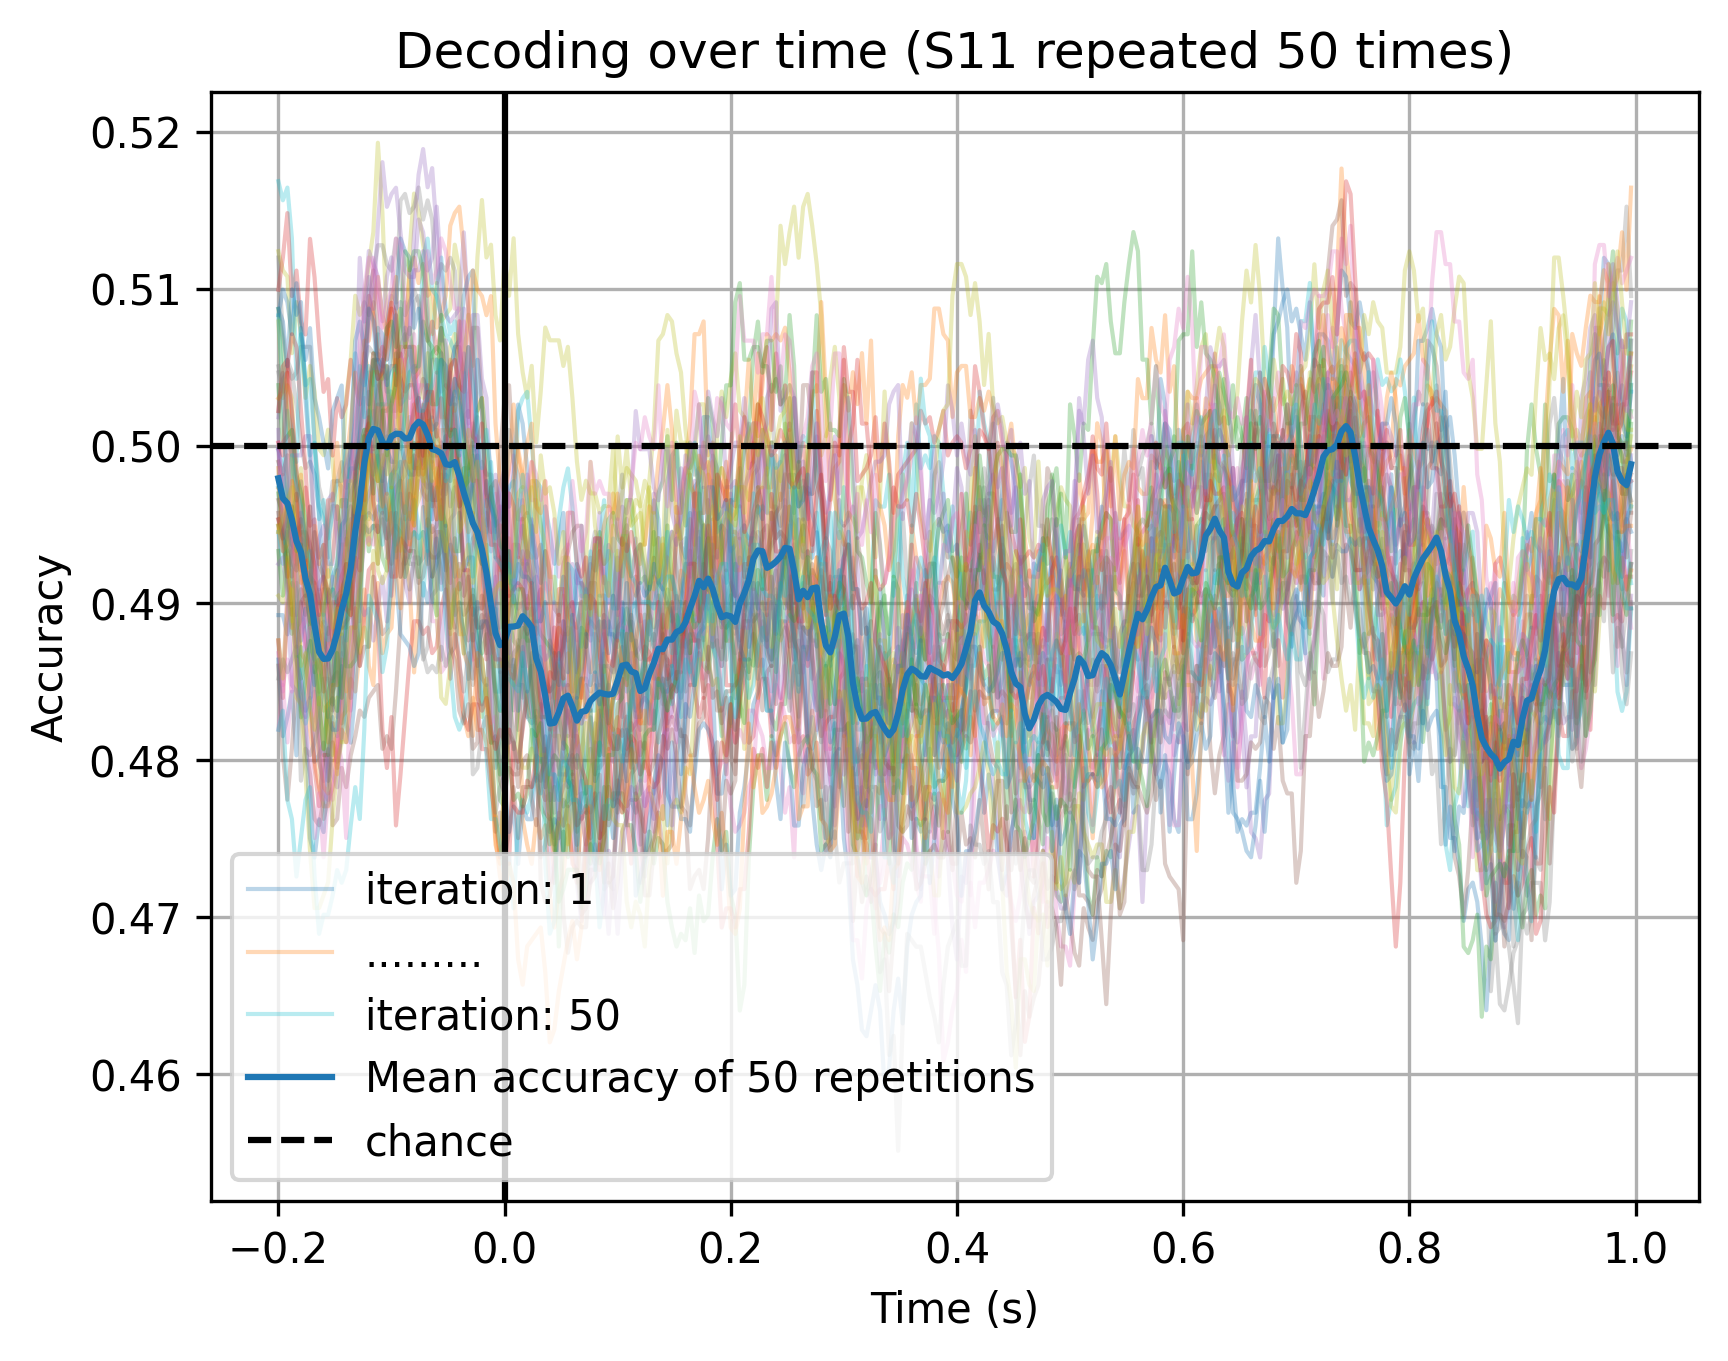 Decoding over time (S11 repeated 50 times)
0.52
0.51
0.50
0.49
0.48
0.47
0.46
Accuracy
iteration: 1
.........
iteration: 50
Mean accuracy of 50 repetitions
chance
−0.2 0.0 0.2 0.4 0.6 0.8 1.0
Time (s)